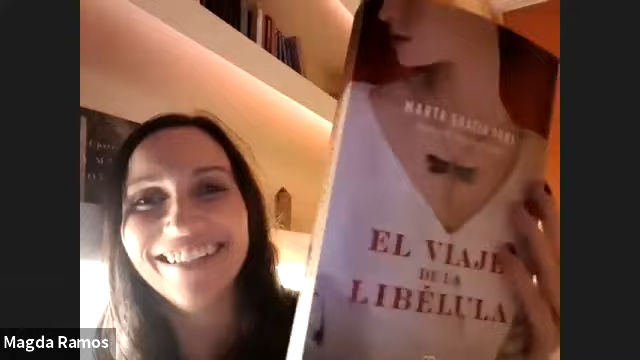 MARTA GRACIA PONS
EL VIAJE
DE LA
LIBÉLULA
Magda Ramos